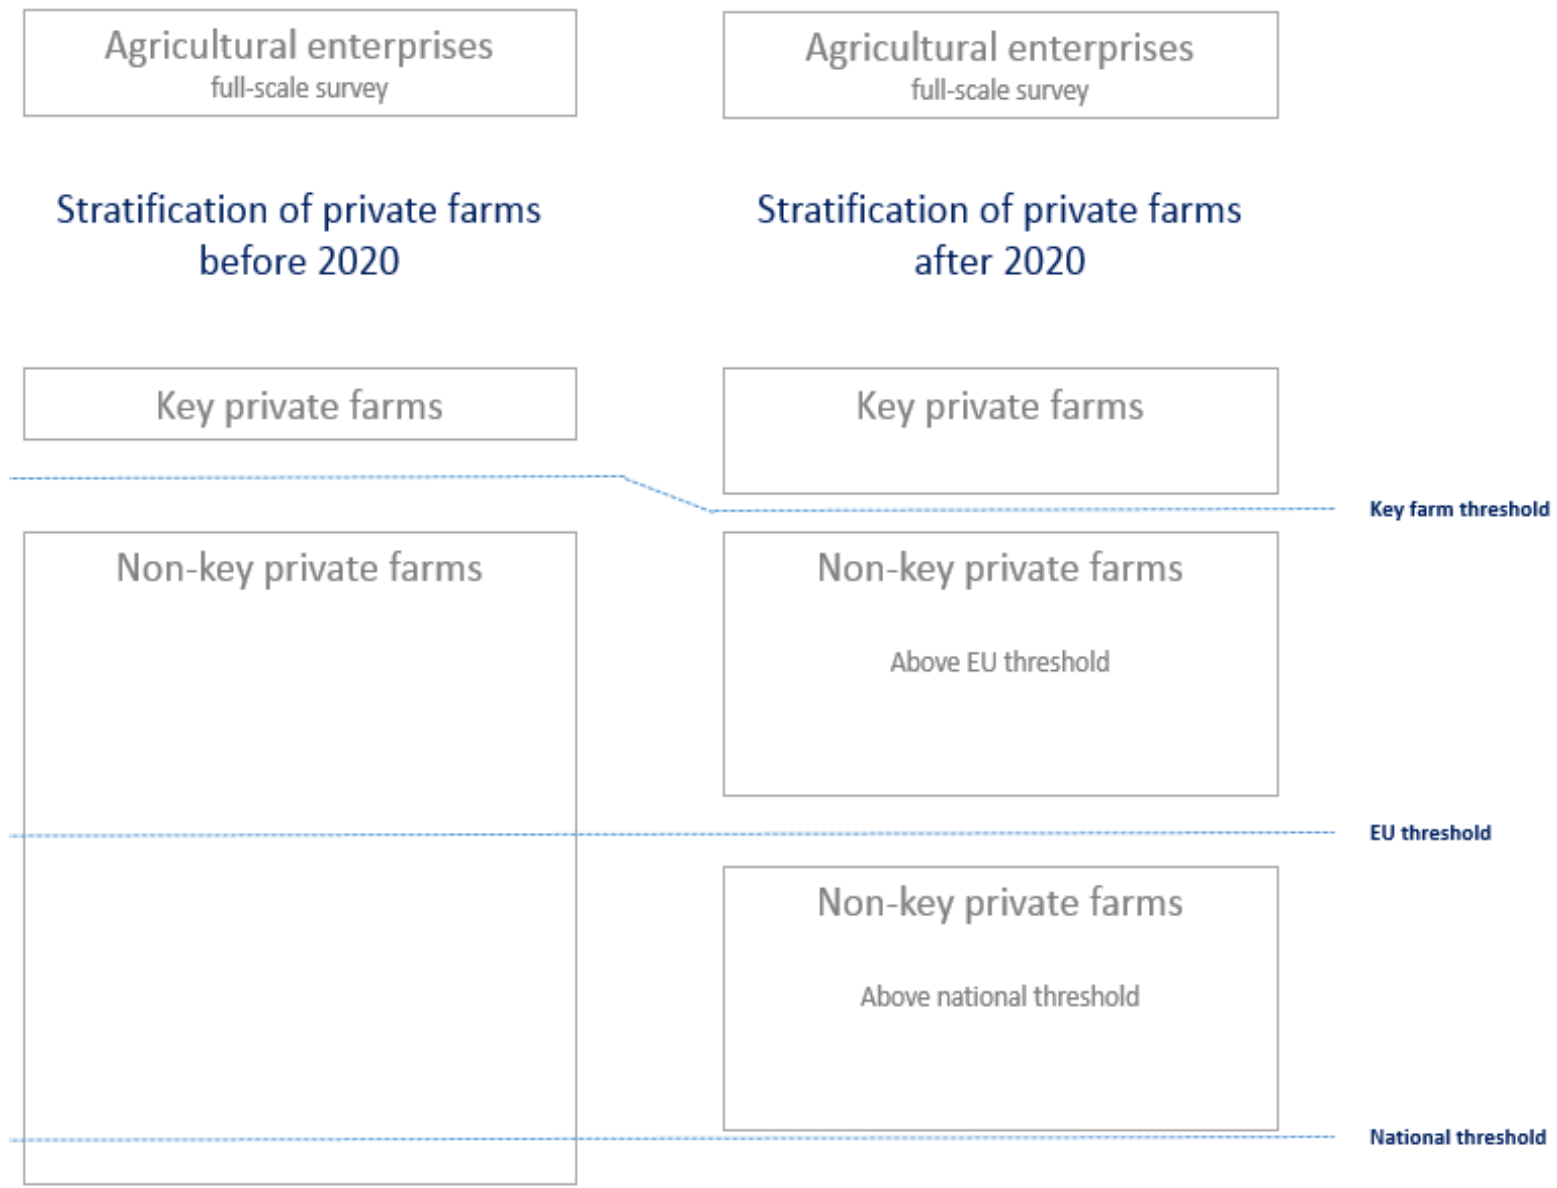 Agricultural enterprises
full-scale survey
Agricultural enterprises
full-scale survey
Stratification of private farms
before 2020
Stratification of private farms
after 2020
Key private farms
Key private farms
Key farm threshold
Non-key private farms
Non-key private farms
Above EU threshold
EU threshold
Non-key private farms
Above national threshold
National threshold